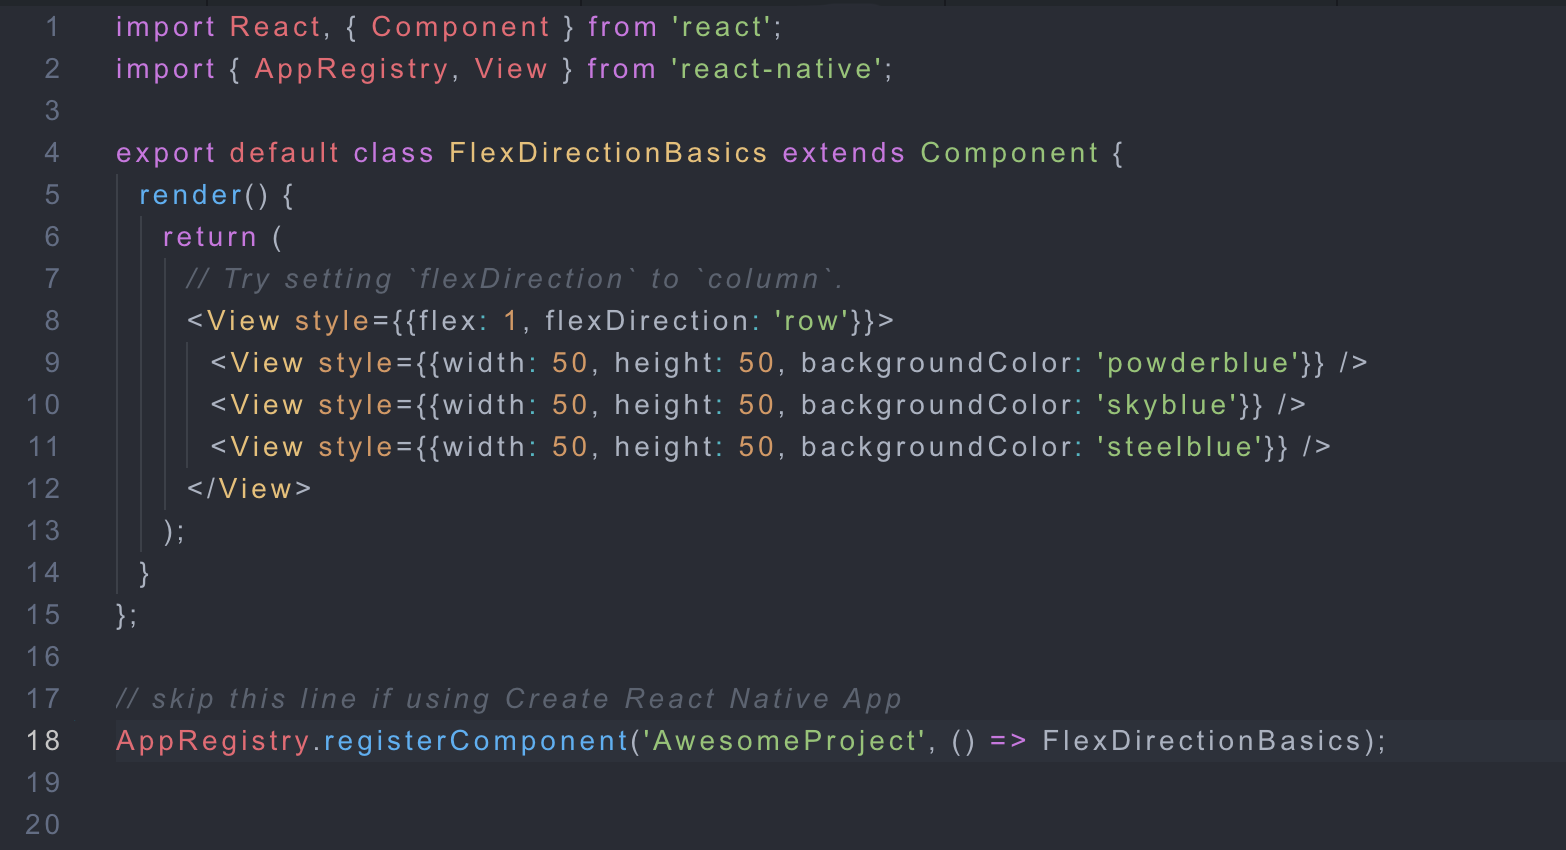 1 import React, { Component } from 'react';
2 import { AppRegistry, View } from 'react-native';
3
4 export default class FlexDirectionBasics extends Component {
5   render() {
6     return (
7       // Try setting `flexDirection` to `column`.
8       <View style={{flex: 1, flexDirection: 'row'}}>
9         <View style={{width: 50, height: 50, backgroundColor: 'powderblue'}} />
10         <View style={{width: 50, height: 50, backgroundColor: 'skyblue'}} />
11         <View style={{width: 50, height: 50, backgroundColor: 'steelblue'}} />
12       </View>
13     );
14   }
15 };
16
17 // skip this line if using Create React Native App
18 AppRegistry.registerComponent('AwesomeProject', () => FlexDirectionBasics);
19
20